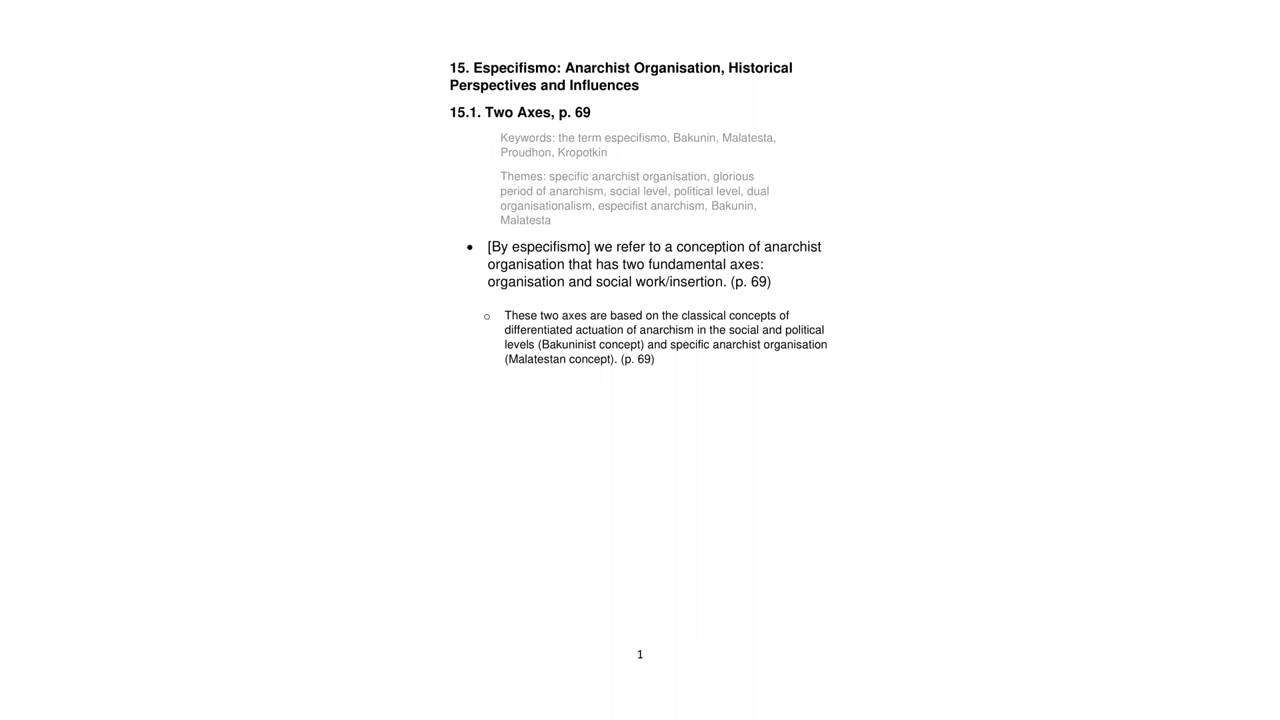 15. Especifismo: Anarchist Organisation, Historical
Perspectives and Influences
15.1. Two Axes, p. 69
Keywords: the term especifismo, Bakunin, Malatesta,
Proudhon, Kropotkin
Themes: specific anarchist organisation, glorious
period of anarchism, social level, political level, dual
organisationalism, especifist anarchism, Bakunin,
Malatesta
• [By especifismo] we refer to a conception of anarchist
organisation that has two fundamental axes:
organisation and social work/insertion. (p. 69)
o These two axes are based on the classical concepts of
differentiated actuation of anarchism in the social and political
levels (Bakuninist concept) and specific anarchist organisation
(Malatestan concept). (p. 69)
1